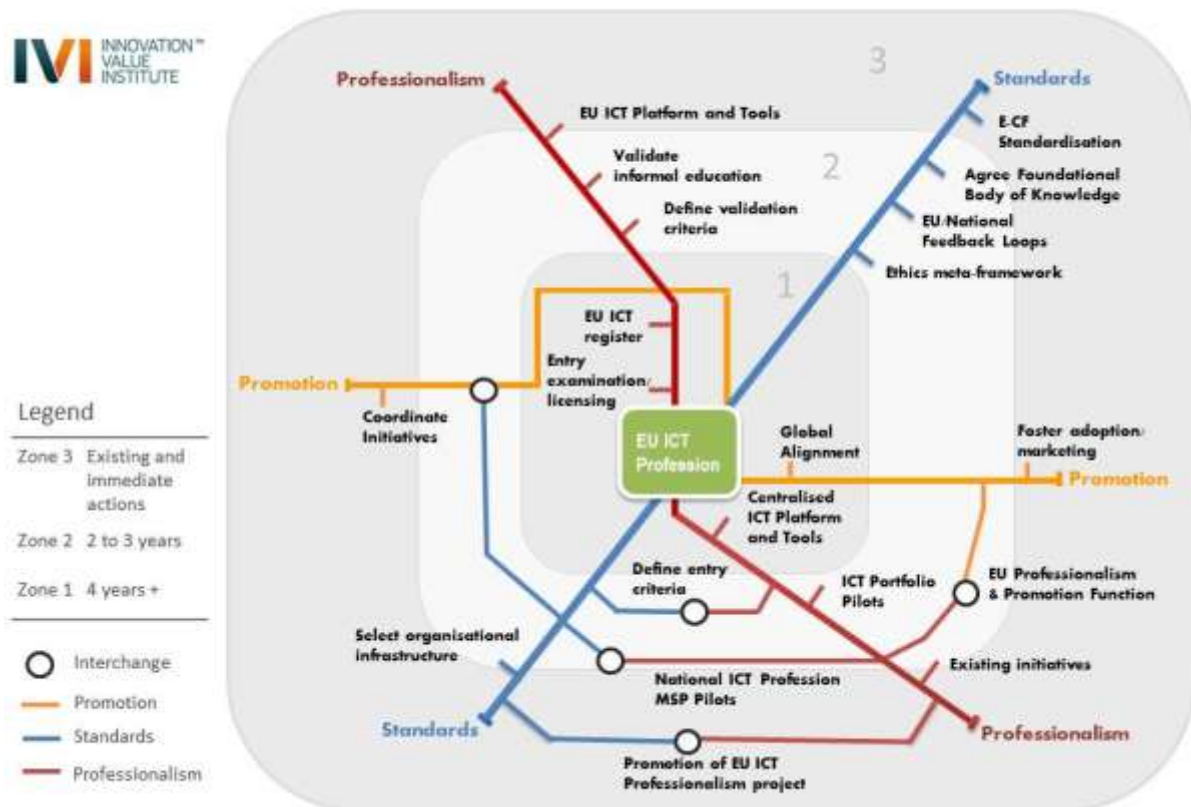 IVI INNOVATION™
VALUE
INSTITUTE
3
Professionalism
Standards
EU ICT Platform and Tools
E-CF
Standardisation
Validate
informal education
2
Agree Foundational
Body of Knowledge
Define validation
criteria
EU/National
Feedback Loops
Ethics meta-framework
1
EU ICT
register
Entry
examination/
licensing
Promotion
Coordinate
Initiatives
EU ICT
Profession
Global
Alignment
Foster adoption/
marketing
Promotion
Centralised
ICT Platform
and Tools
Define entry
criteria
ICT Portfolio
Pilots
EU Professionalism
& Promotion Function
Select organisational
infrastructure
National ICT Profession
MSP Pilots
Existing initiatives
Standards
Professionalism
Promotion of EU ICT
Professionalism project
Legend
Zone 3 Existing and
immediate
actions
Zone 2 2 to 3 years
Zone 1 4 years +
Interchange
Promotion
Standards
Professionalism